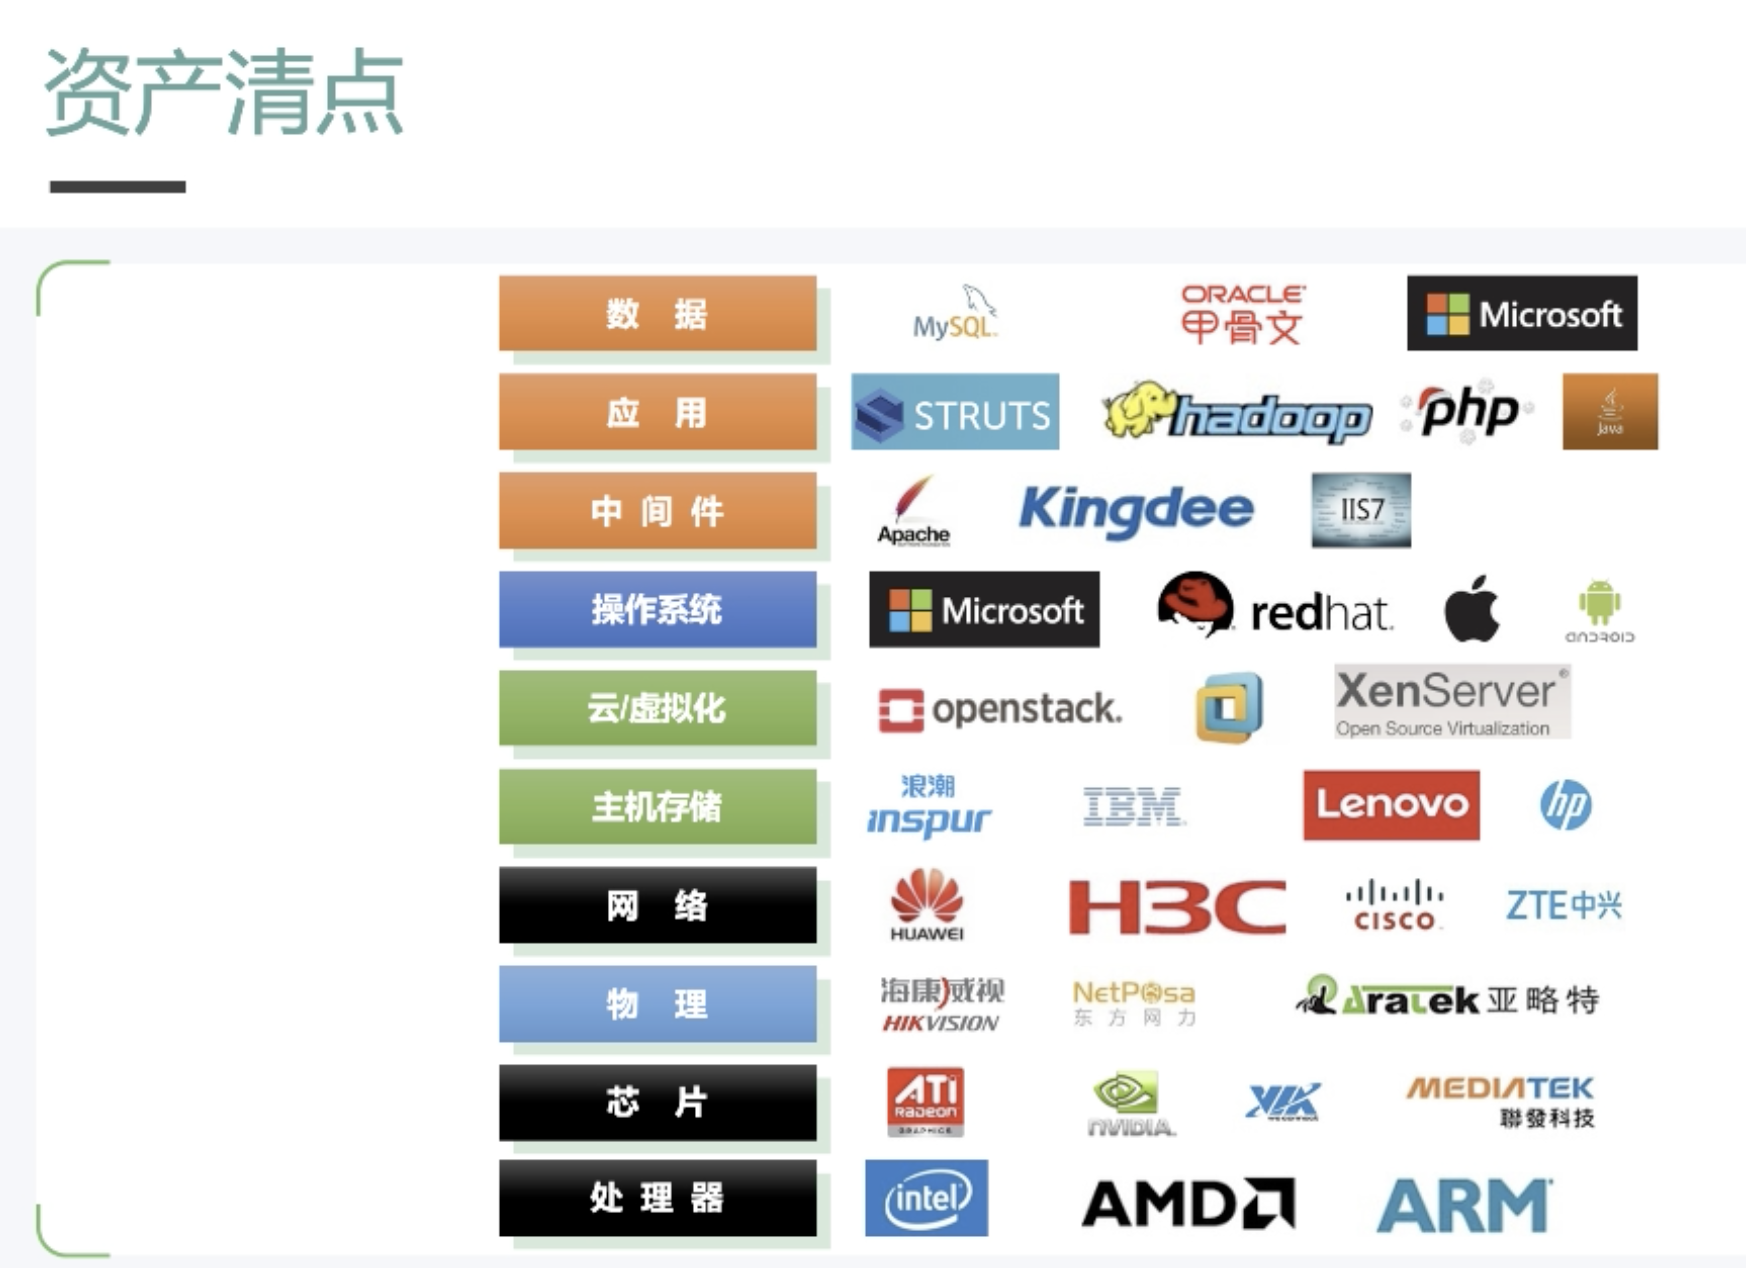 资产清点
数 据 MySQL ORACLE 甲骨文 Microsoft
应 用 STRUTS hadoop php Java
中 间 件 Apache Kingdee IIS7
操作系统 Microsoft redhat. ANDROID
云/虚拟化 openstack. XenServer® Open Source Virtualization
主机存储 浪潮 inspur IBM Lenovo hp
网 络 HUAWEI H3C CISCO ZTE中兴
物 理 海康威视 HIKVISION NetPosa 东方网力 Aratek 亚略特
芯 片 ATI RADEON GRAPHICS NVIDIA. VIA MEDIATEK 聯發科技
处 理 器 intel AMD ARM